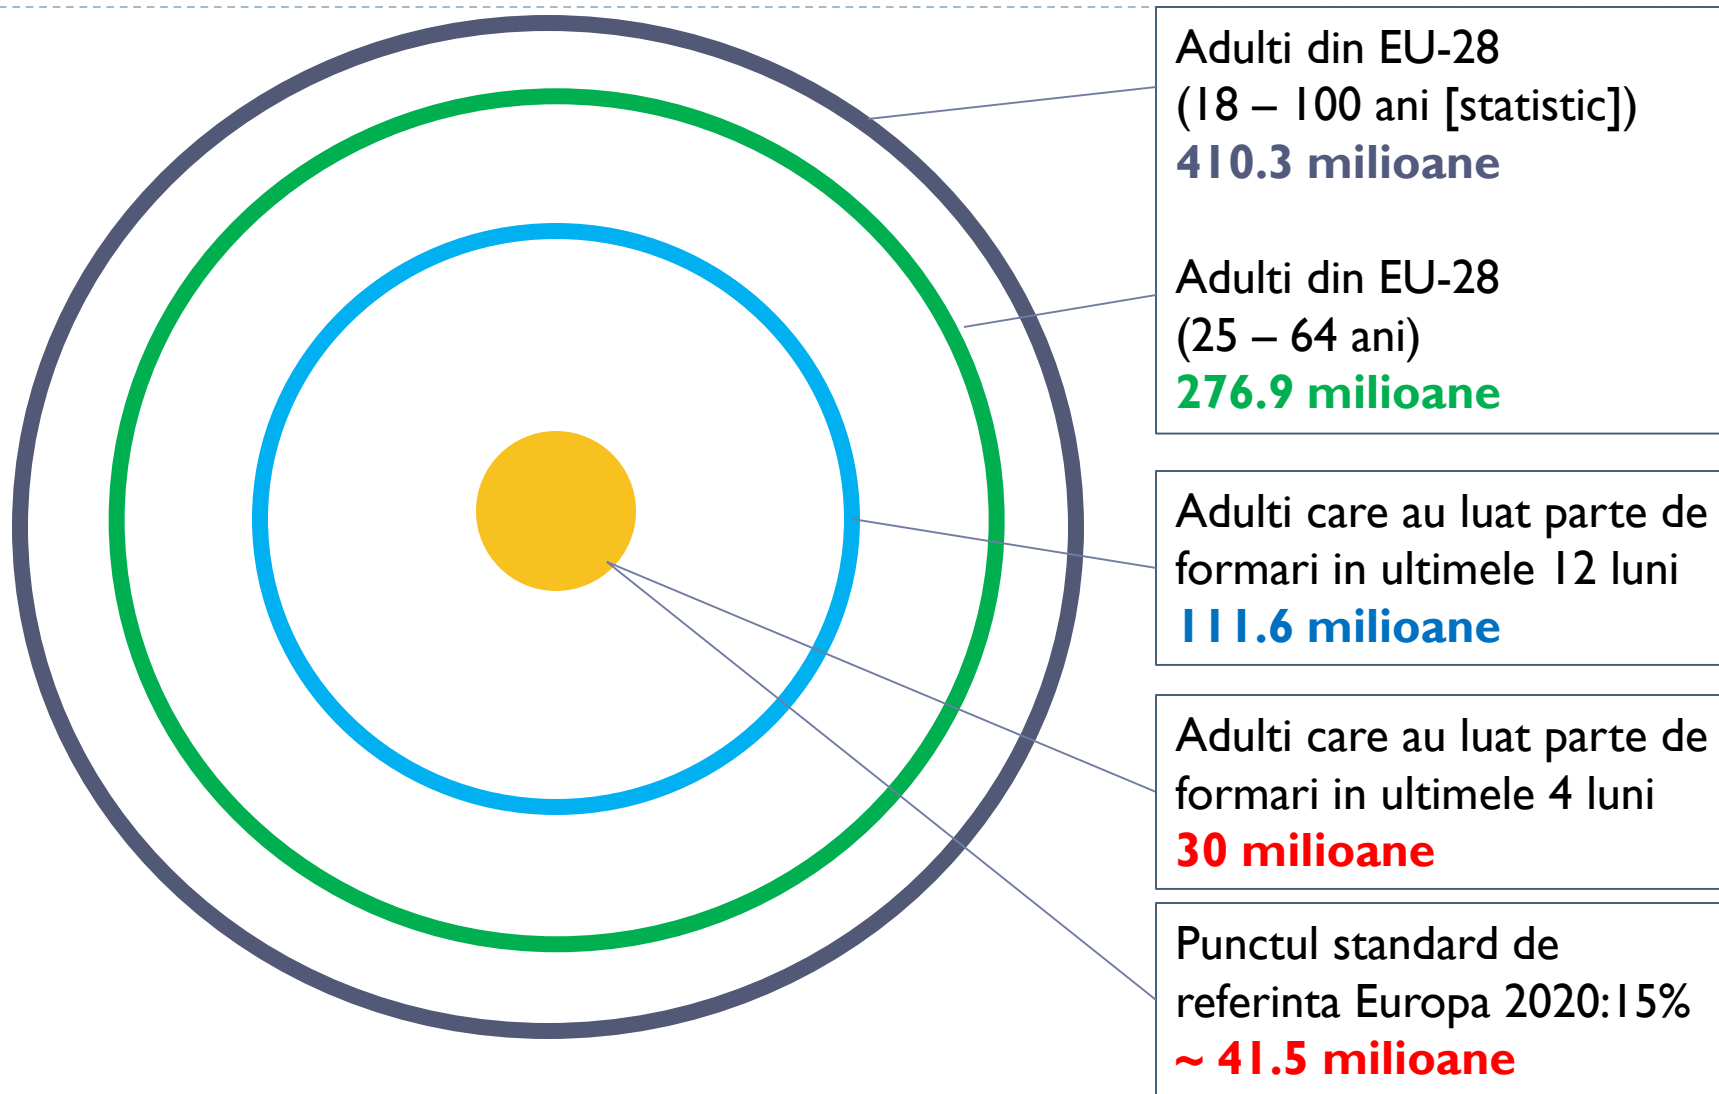 Adulti din EU-28
(18 – 100 ani [statistic])
410.3 milioane
Adulti din EU-28
(25 – 64 ani)
276.9 milioane
Adulti care au luat parte de
formari in ultimele 12 luni
111.6 milioane
Adulti care au luat parte de
formari in ultimele 4 luni
30 milioane
Punctul standard de
referinta Europa 2020:15%
~ 41.5 milioane